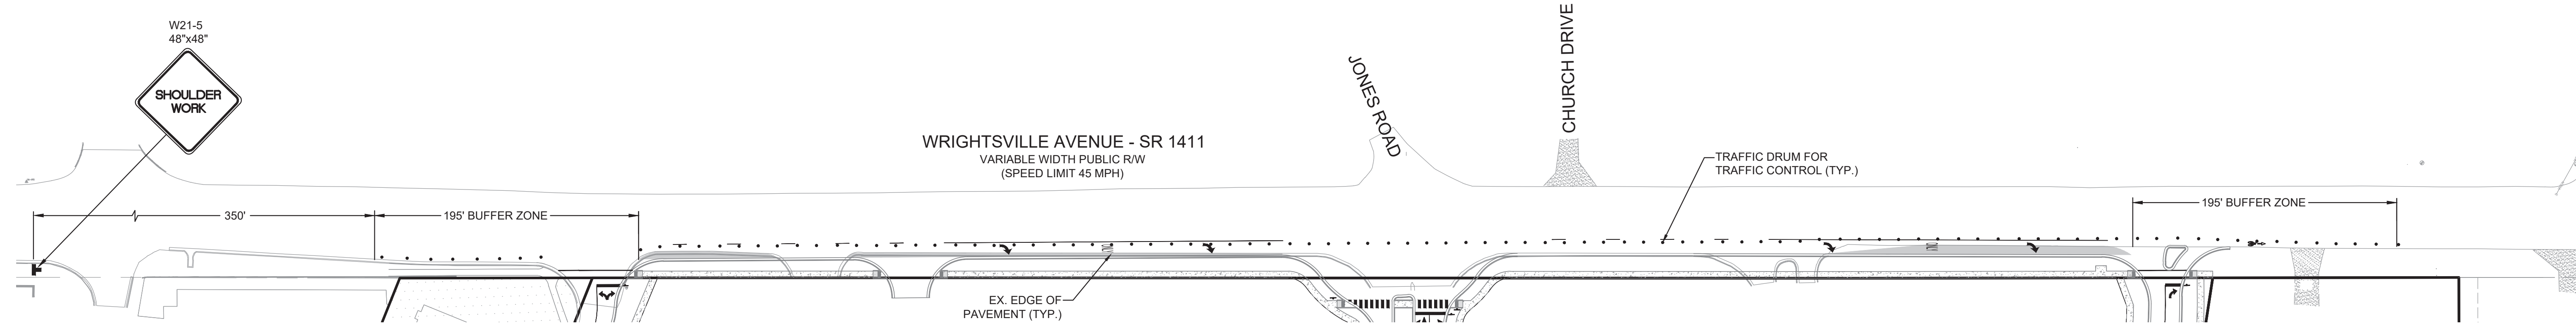 W21-5
48"x48"
SHOULDER
WORK
350'
195' BUFFER ZONE
WRIGHTSVILLE AVENUE - SR 1411
VARIABLE WIDTH PUBLIC R/W
(SPEED LIMIT 45 MPH)
EX. EDGE OF
PAVEMENT (TYP.)
JONES ROAD
CHURCH DRIVE
TRAFFIC DRUM FOR
TRAFFIC CONTROL (TYP.)
195' BUFFER ZONE